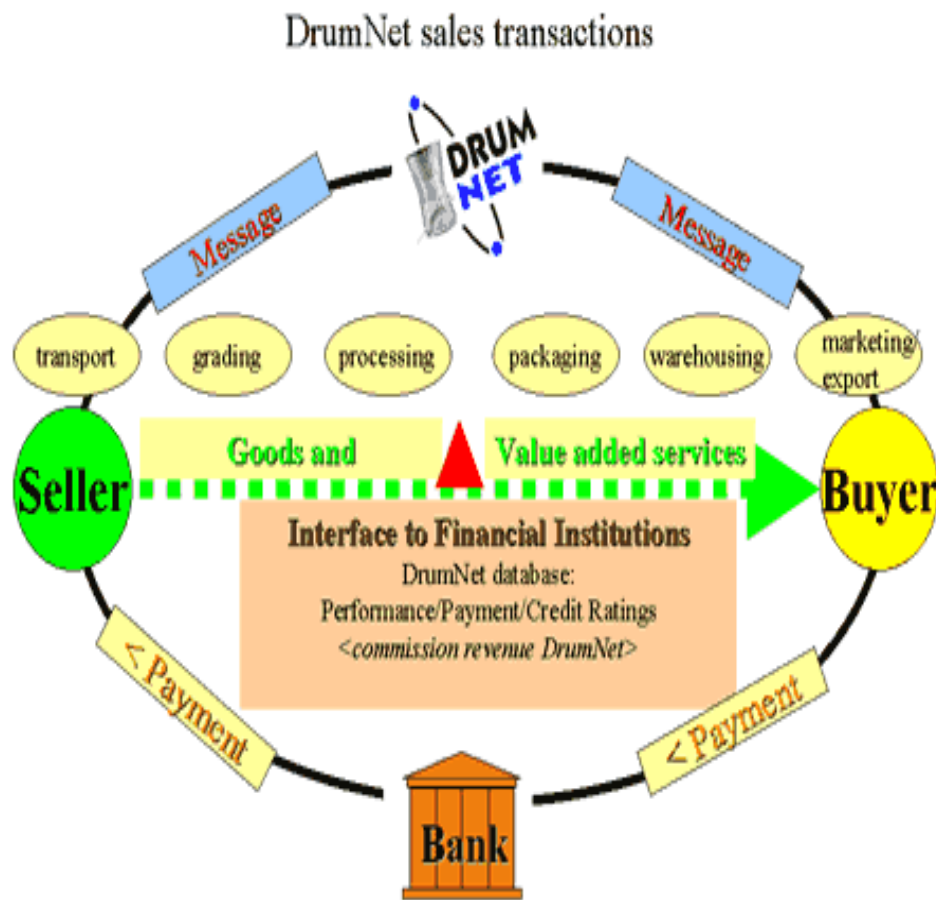 DrumNet sales transactions
DRUM
NET
Message
Message
transport
grading
processing
packaging
warehousing
marketing/
export
Goods and
Value added services
Seller
Buyer
Interface to Financial Institutions
DrumNet database:
Performance/Payment/Credit Ratings
<commission revenue DrumNet>
< Payment
< Payment
Bank